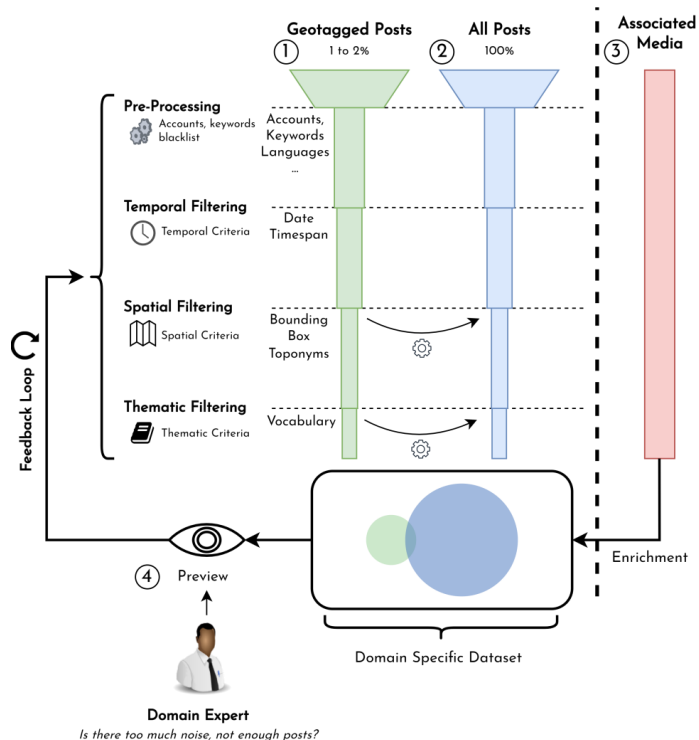 Geotagged Posts
1
1 to 2%
All Posts
2
100%
Associated
Media
3
Pre-Processing
Accounts, keywords
blacklist
Accounts,
Keywords
Languages
...
Temporal Filtering
Temporal Criteria
Date
Timespan
Spatial Filtering
Spatial Criteria
Bounding
Box
Toponyms
Thematic Filtering
Thematic Criteria
Vocabulary
Feedback Loop
Enrichment
4
Preview
Domain Specific Dataset
Domain Expert
Is there too much noise, not enough posts?